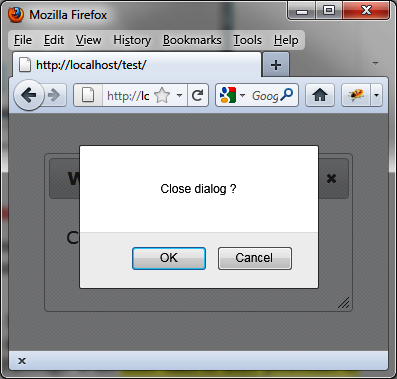 Mozilla Firefox
File Edit View History Bookmarks Tools Help
http://localhost/test/
http://lc
Goog
W
Close dialog ?
C
OK Cancel
x